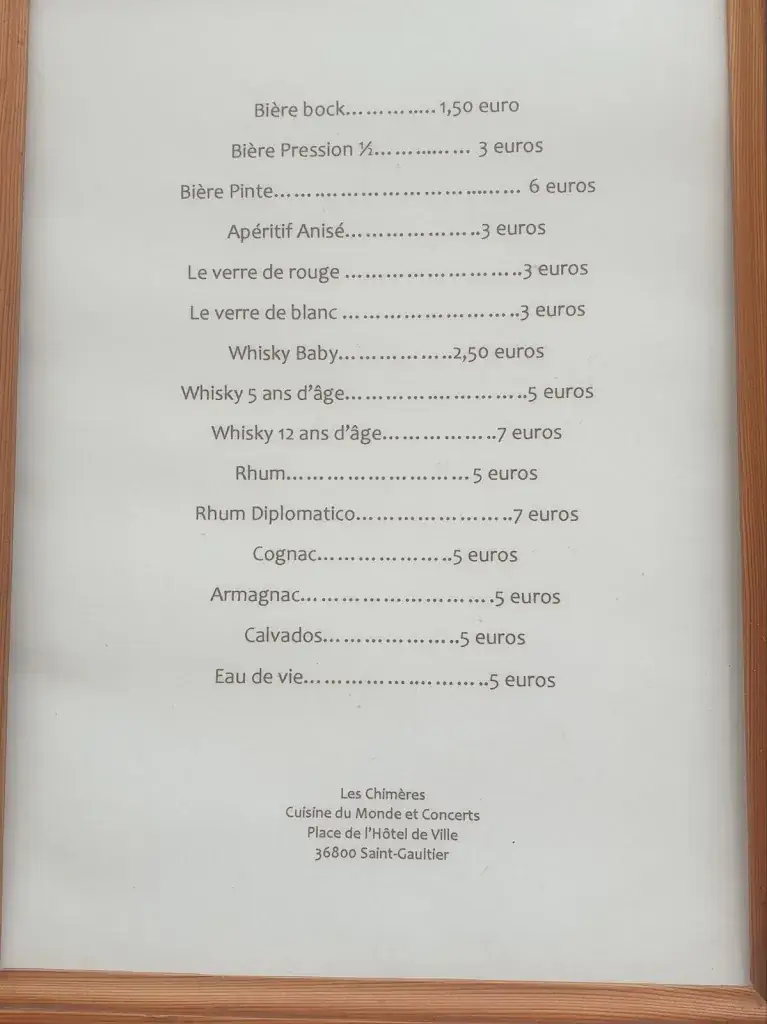 Bière bock................ 1,50 euro
Bière Pression ½................ 3 euros
Bière Pinte.................................... 6 euros
Apéritif Anisé....................3 euros
Le verre de rouge ..........................3 euros
Le verre de blanc ..........................3 euros
Whisky Baby.................2,50 euros
Whisky 5 ans d’âge...........................5 euros
Whisky 12 ans d’âge.................7 euros
Rhum...........................5 euros
Rhum Diplomatico.......................7 euros
Cognac....................5 euros
Armagnac............................5 euros
Calvados....................5 euros
Eau de vie...........................5 euros
Les Chimères
Cuisine du Monde et Concerts
Place de l’Hôtel de Ville
36800 Saint-Gaultier